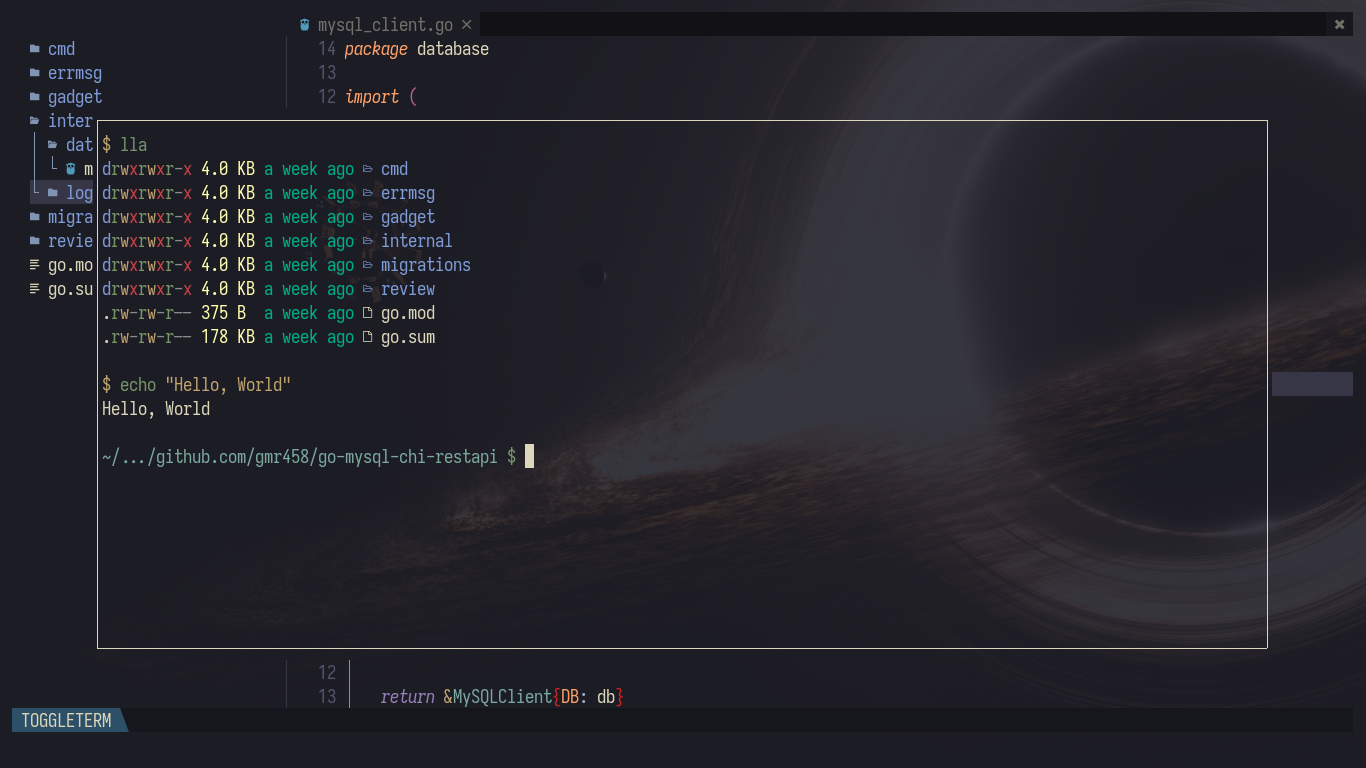 mysql_client.go ×
cmd
14 package database
errmsg
13
gadget
12 import (
inter
$ lla
dat
drwxrwxr-x 4.0 KB a week ago cmd
m
drwxrwxr-x 4.0 KB a week ago errmsg
log
drwxrwxr-x 4.0 KB a week ago gadget
migra
drwxrwxr-x 4.0 KB a week ago internal
revie
drwxrwxr-x 4.0 KB a week ago migrations
go.mo
drwxrwxr-x 4.0 KB a week ago review
go.su
.rw-rw-r-- 375 B a week ago go.mod
.rw-rw-r-- 178 KB a week ago go.sum
$ echo "Hello, World"
Hello, World
~/.../github.com/gmr458/go-mysql-chi-restapi $
12
13 return &MySQLClient{DB: db}
TOGGLETERM